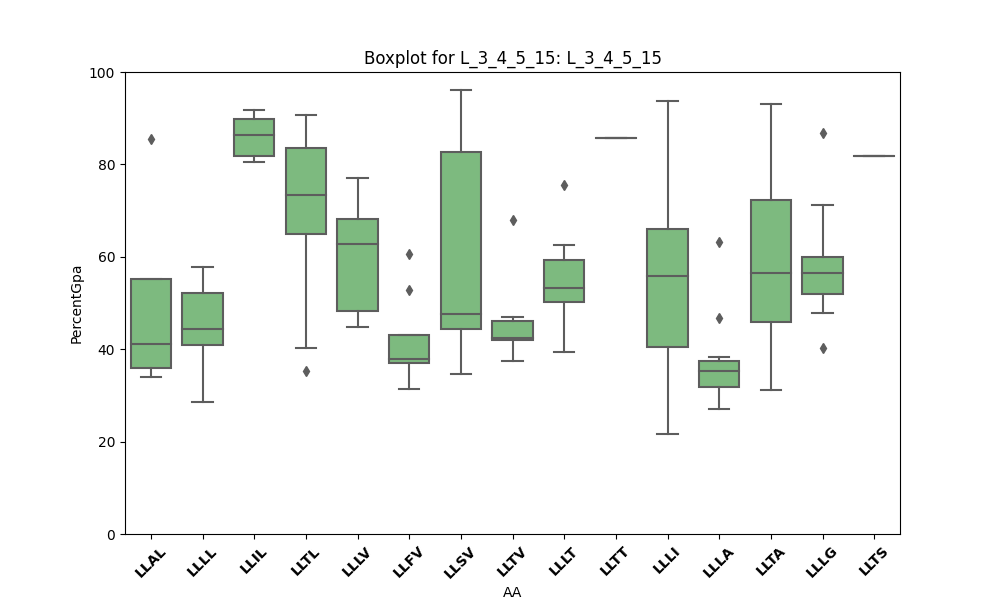 Boxplot for L_3_4_5_15: L_3_4_5_15
100
80
60
40
20
0
PercentGpa
LLAL LLLL LLIL LLTL LLLV LLFV LLSV LLTV LLLT LLTT LLLI LLLA LLTA LLLG LLTS
AA